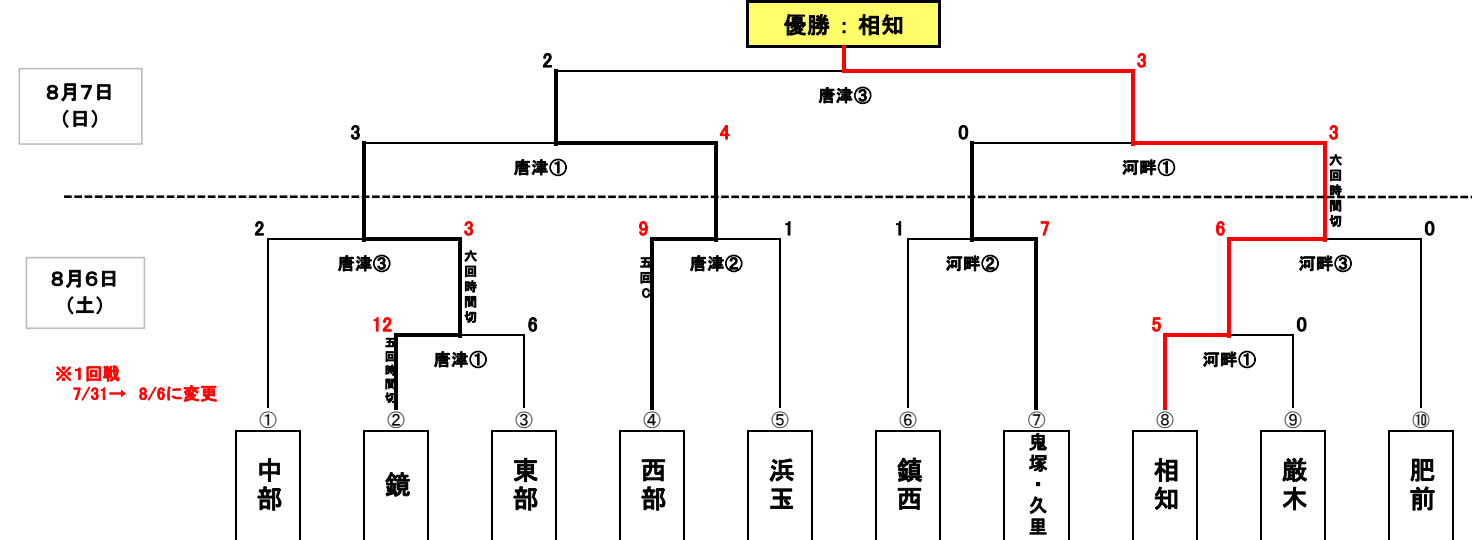 優勝 : 相知
2
3
8月7日
(日)
唐津③
3
4
0
3
唐津①
河畔①
六回時間切
2
3
9
1
1
7
6
0
唐津③
唐津②
河畔②
河畔③
六回時間切
五回C
8月6日
(土)
12
6
5
0
五回時間切
唐津①
河畔①
※1回戦
7/31→ 8/6に変更
①
②
③
④
⑤
⑥
⑦
⑧
⑨
⑩
中部
鏡
東部
西部
浜玉
鎮西
鬼塚・久里
相知
厳木
肥前